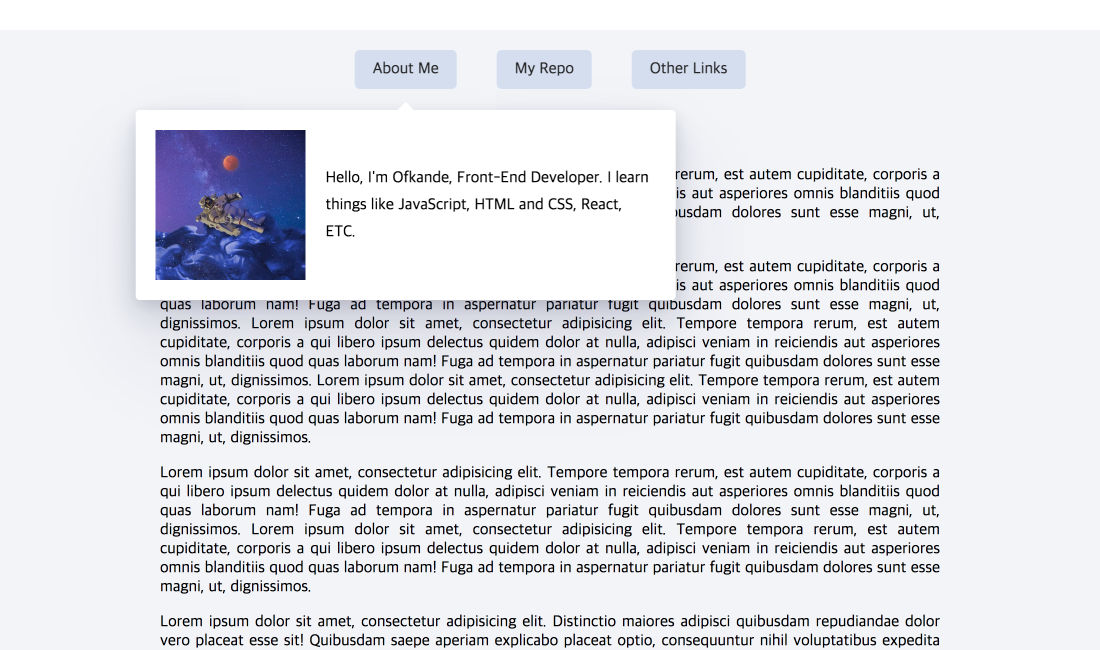 About Me
My Repo
Other Links
Hello, I'm Ofkande, Front-End Developer. I learn
things like JavaScript, HTML and CSS, React,
ETC.
rerum, est autem cupiditate, corporis a
is aut asperiores omnis blanditiis quod
dolores sunt esse magni, ut,
rerum, est autem cupiditate, corporis a
is aut asperiores omnis blanditiis quod
quas laborum nam! Fuga ad tempora in aspernatur pariatur fugit quibusdam dolores sunt esse magni, ut,
dignissimos. Lorem ipsum dolor sit amet, consectetur adipisicing elit. Tempore tempora rerum, est autem
cupiditate, corporis a qui libero ipsum delectus quidem dolor at nulla, adipisci veniam in reiciendis aut asperiores
omnis blanditiis quod quas laborum nam! Fuga ad tempora in aspernatur pariatur fugit quibusdam dolores sunt esse
magni, ut, dignissimos. Lorem ipsum dolor sit amet, consectetur adipisicing elit. Tempore tempora rerum, est autem
cupiditate, corporis a qui libero ipsum delectus quidem dolor at nulla, adipisci veniam in reiciendis aut asperiores
omnis blanditiis quod quas laborum nam! Fuga ad tempora in aspernatur pariatur fugit quibusdam dolores sunt esse
magni, ut, dignissimos.
Lorem ipsum dolor sit amet, consectetur adipisicing elit. Tempore tempora rerum, est autem cupiditate, corporis a
qui libero ipsum delectus quidem dolor at nulla, adipisci veniam in reiciendis aut asperiores omnis blanditiis quod
quas laborum nam! Fuga ad tempora in aspernatur pariatur fugit quibusdam dolores sunt esse magni, ut,
dignissimos. Lorem ipsum dolor sit amet, consectetur adipisicing elit. Tempore tempora rerum, est autem
cupiditate, corporis a qui libero ipsum delectus quidem dolor at nulla, adipisci veniam in reiciendis aut asperiores
omnis blanditiis quod quas laborum nam! Fuga ad tempora in aspernatur pariatur fugit quibusdam dolores sunt esse
magni, ut, dignissimos.
Lorem ipsum dolor sit amet, consectetur adipisicing elit. Distinctio maiores adipisci quibusdam repudiandae dolor
vero placeat esse sit! Quibusdam saepe aperiam explicabo placeat optio, consequuntur nihil voluptatibus expedita